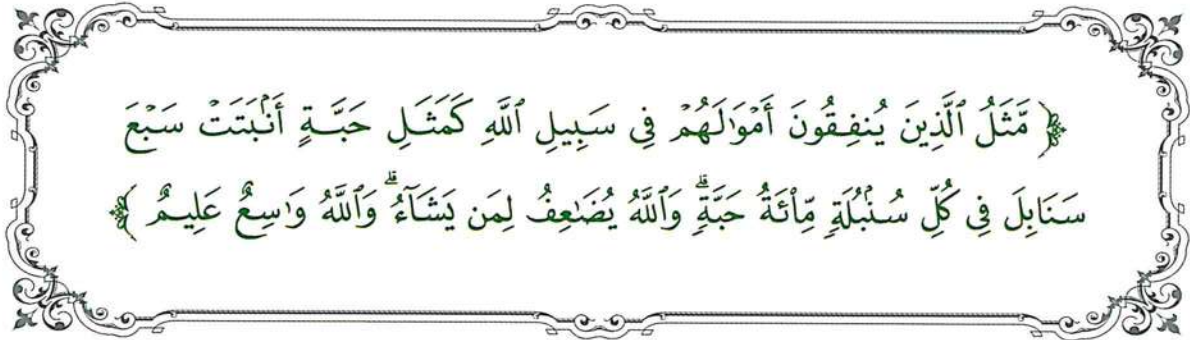 ﴿ مَّثَلُ ٱلَّذِينَ يُنفِقُونَ أَمۡوَٰلَهُمۡ فِي سَبِيلِ ٱللَّهِ كَمَثَلِ حَبَّةٍ أَنۢبَتَتۡ سَبۡعَ
سَنَابِلَ فِي كُلِّ سُنۢبُلَةٖ مِّاْئَةُ حَبَّةٖۗ وَٱللَّهُ يُضَٰعِفُ لِمَن يَشَآءُۗ وَٱللَّهُ وَٰسِعٌ عَلِيمٌ ﴾